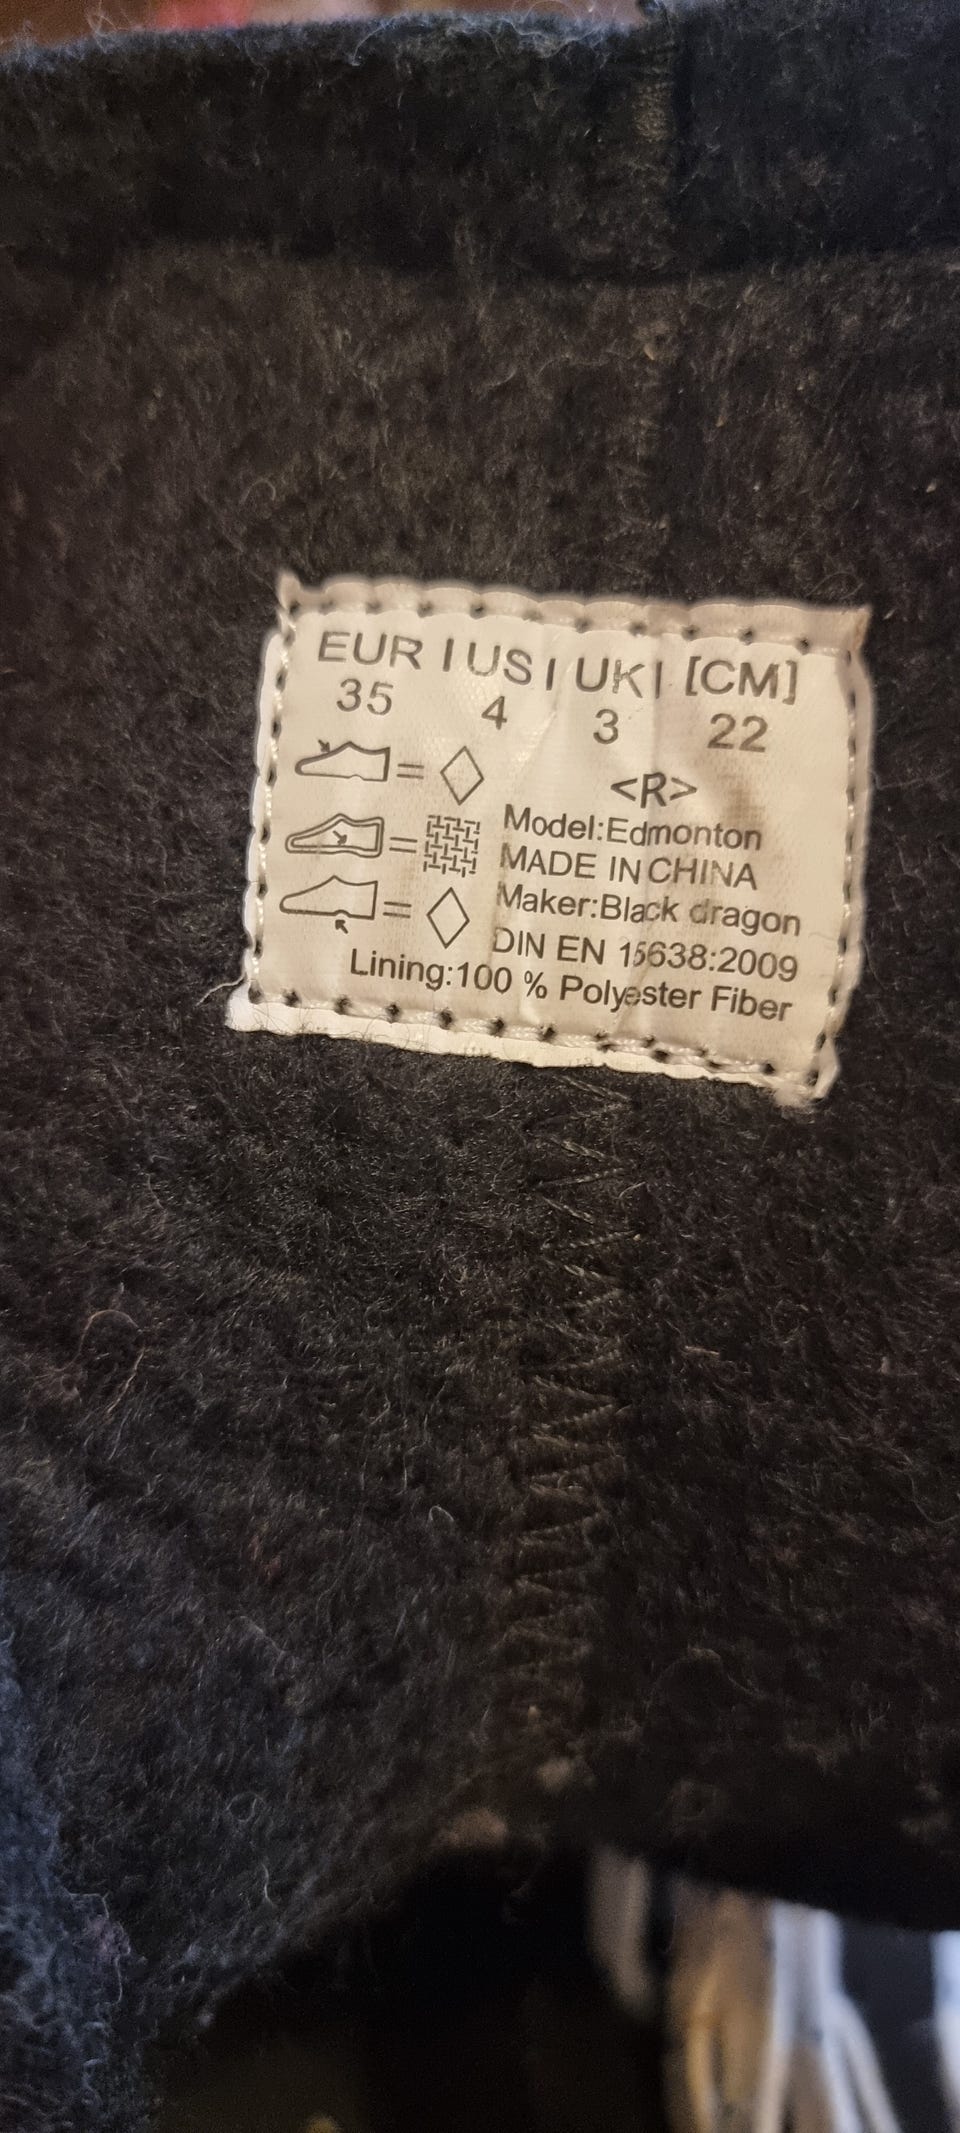 EUR | US | UK | [CM]
35 4 3 22
= <R>
= Model:Edmonton
MADE IN CHINA
= Maker:Black dragon
DIN EN 15638:2009
Lining:100 % Polyester Fiber